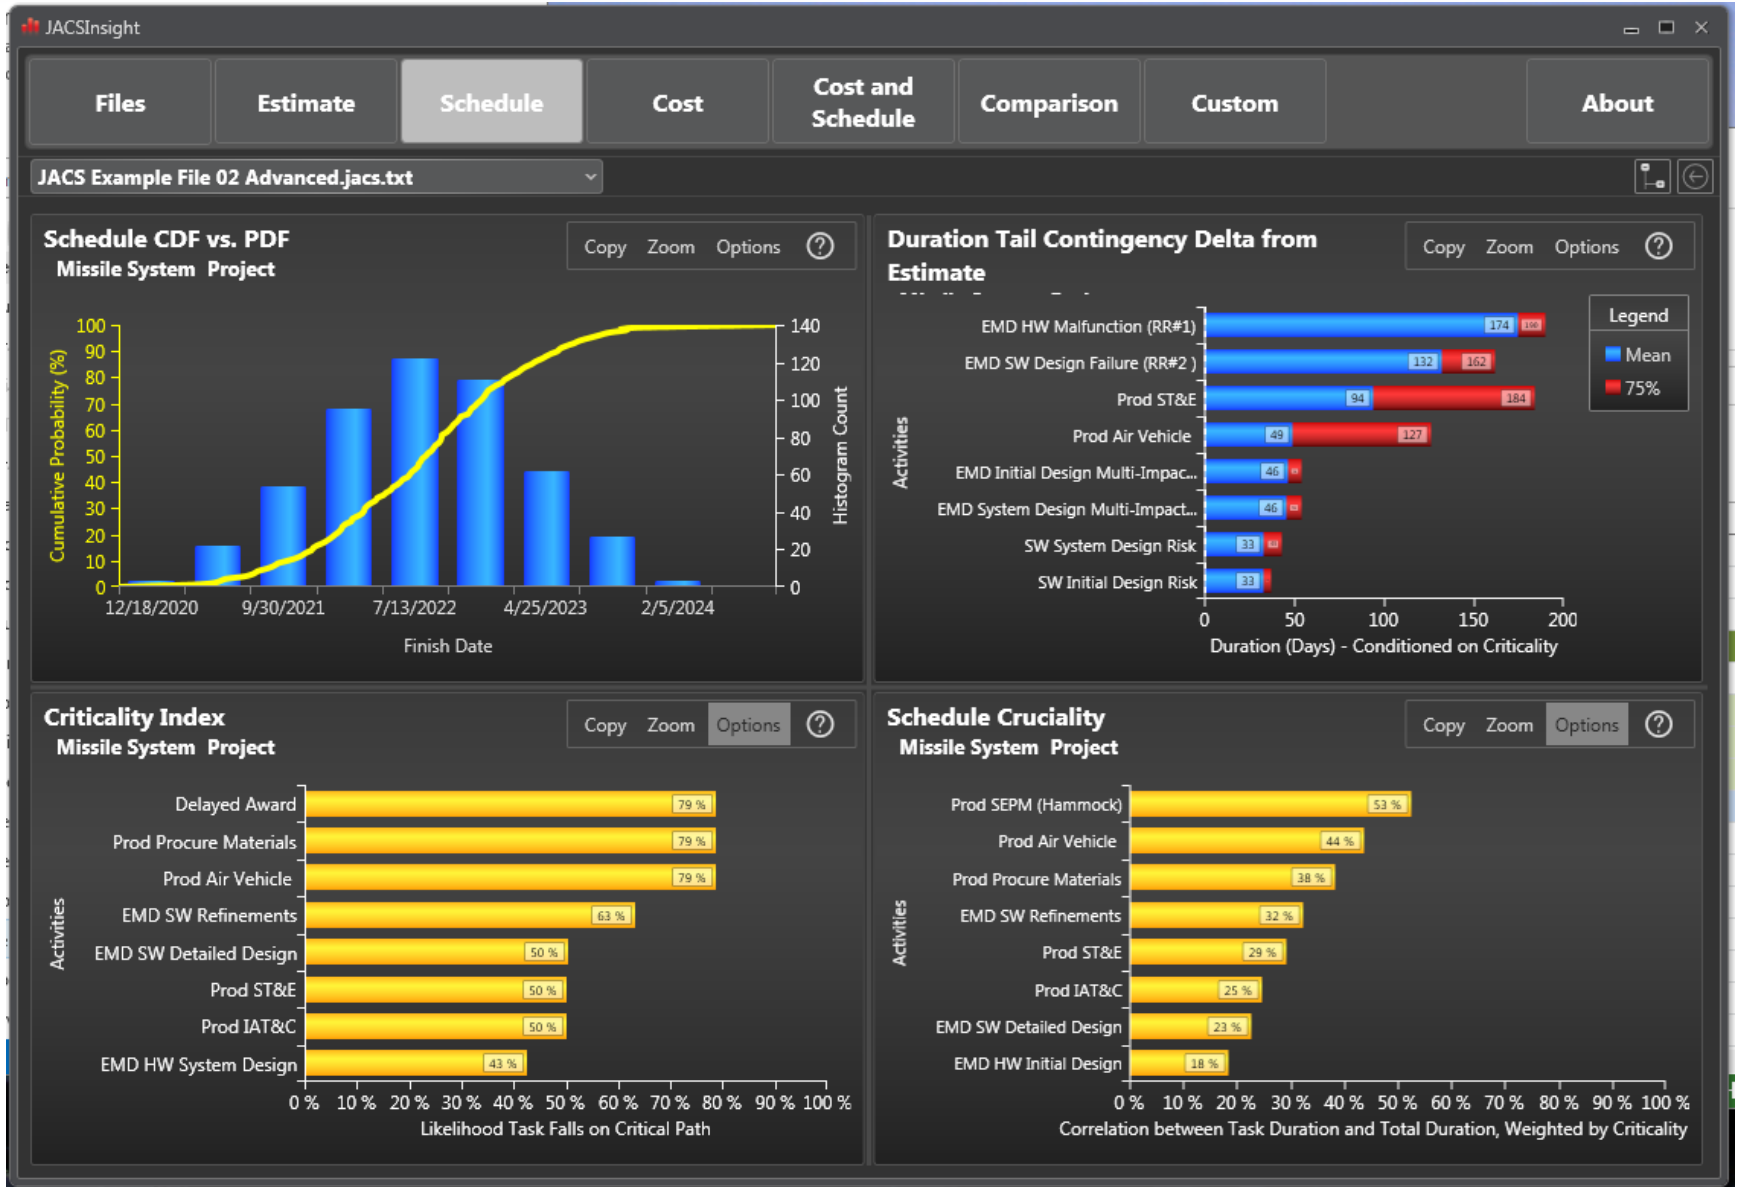 JACSInsight
Files
Estimate
Schedule
Cost
Cost and
Schedule
Comparison
Custom
About
JACS Example File 02 Advanced.jacs.txt
Schedule CDF vs. PDF
Missile System Project
Copy Zoom Options ?
Cumulative Probability (%)
100
90
80
70
60
50
40
30
20
10
0
140
120
100
80
60
40
20
0
Histogram Count
12/18/2020 9/30/2021 7/13/2022 4/25/2023 2/5/2024
Finish Date
Duration Tail Contingency Delta from
Estimate
Copy Zoom Options ?
Activities
EMD HW Malfunction (RR#1) 174 190
EMD SW Design Failure (RR#2 ) 132 162
Prod ST&E 94 184
Prod Air Vehicle 49 127
EMD Initial Design Multi-Impac... 46
EMD System Design Multi-Impact... 46
SW System Design Risk 33
SW Initial Design Risk 33
0 50 100 150 200
Duration (Days) - Conditioned on Criticality
Legend
Mean
75%
Criticality Index
Missile System Project
Copy Zoom Options ?
Activities
Delayed Award 79 %
Prod Procure Materials 79 %
Prod Air Vehicle 79 %
EMD SW Refinements 63 %
EMD SW Detailed Design 50 %
Prod ST&E 50 %
Prod IAT&C 50 %
EMD HW System Design 43 %
0 % 10 % 20 % 30 % 40 % 50 % 60 % 70 % 80 % 90 % 100 %
Likelihood Task Falls on Critical Path
Schedule Cruciality
Missile System Project
Copy Zoom Options ?
Activities
Prod SEPM (Hammock) 53 %
Prod Air Vehicle 44 %
Prod Procure Materials 38 %
EMD SW Refinements 32 %
Prod ST&E 29 %
Prod IAT&C 25 %
EMD SW Detailed Design 23 %
EMD HW Initial Design 18 %
0 % 10 % 20 % 30 % 40 % 50 % 60 % 70 % 80 % 90 % 100 %
Correlation between Task Duration and Total Duration, Weighted by Criticality